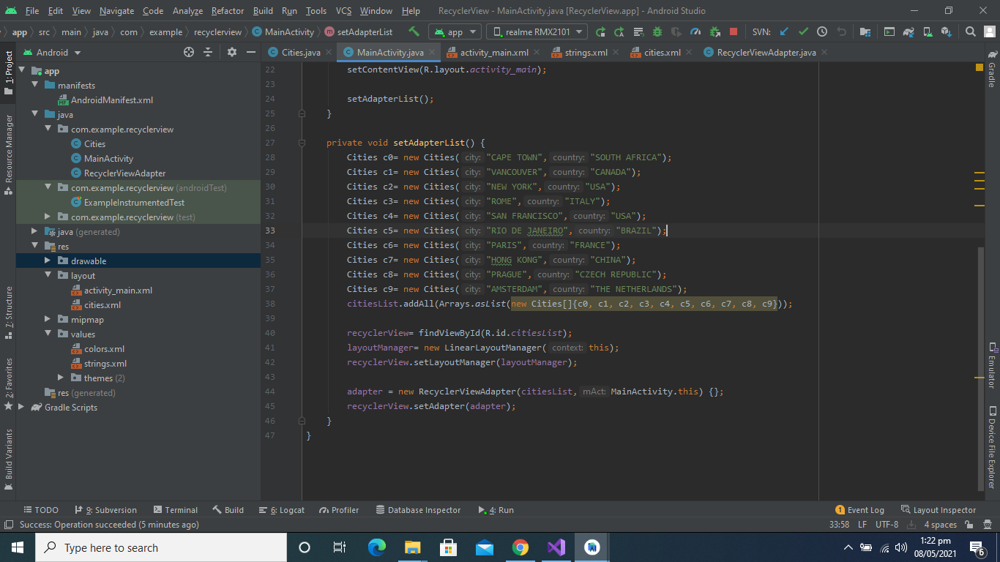 File Edit View Navigate Code Analyze Refactor Build Run Tools VCS Window Help RecyclerView - MainActivity.java [RecyclerView.app] - Android Studio
app src main java com example recyclerview MainActivity setAdapterList app realme RMX2101 SVN:
Android
Cities.java MainActivity.java activity_main.xml strings.xml cities.xml RecyclerViewAdapter.java
1: Project
Resource Manager
7: Structure
2: Favorites
Build Variants
app
manifests
AndroidManifest.xml
java
com.example.recyclerview
Cities
MainActivity
RecyclerViewAdapter
com.example.recyclerview (androidTest)
ExampleInstrumentedTest
com.example.recyclerview (test)
java (generated)
res
drawable
layout
activity_main.xml
cities.xml
mipmap
values
colors.xml
strings.xml
themes (2)
res (generated)
Gradle Scripts
22 setContentView(R.layout.activity_main);
23
24 setAdapterList();
25 }
26
27 private void setAdapterList() {
28 Cities c0= new Cities( city: "CAPE TOWN", country: "SOUTH AFRICA");
29 Cities c1= new Cities( city: "VANCOUVER", country: "CANADA");
30 Cities c2= new Cities( city: "NEW YORK", country: "USA");
31 Cities c3= new Cities( city: "ROME", country: "ITALY");
32 Cities c4= new Cities( city: "SAN FRANCISCO", country: "USA");
33 Cities c5= new Cities( city: "RIO DE JANEIRO", country: "BRAZIL");
34 Cities c6= new Cities( city: "PARIS", country: "FRANCE");
35 Cities c7= new Cities( city: "HONG KONG", country: "CHINA");
36 Cities c8= new Cities( city: "PRAGUE", country: "CZECH REPUBLIC");
37 Cities c9= new Cities( city: "AMSTERDAM", country: "THE NETHERLANDS");
38 citiesList.addAll(Arrays.asList(new Cities[]{c0, c1, c2, c3, c4, c5, c6, c7, c8, c9}));
39
40 recyclerView= findViewById(R.id.citiesList);
41 layoutManager= new LinearLayoutManager( context: this);
42 recyclerView.setLayoutManager(layoutManager);
43
44 adapter = new RecyclerViewAdapter(citiesList, mAct: MainActivity.this) {};
45 recyclerView.setAdapter(adapter);
46 }
47 }
Gradle
Emulator
Device File Explorer
TODO 9: Subversion Terminal Build 6: Logcat Profiler Database Inspector 4: Run 1 Event Log Layout Inspector
Success: Operation succeeded (5 minutes ago) 33:58 LF UTF-8 4 spaces
Type here to search
1:22 pm
08/05/2021
6